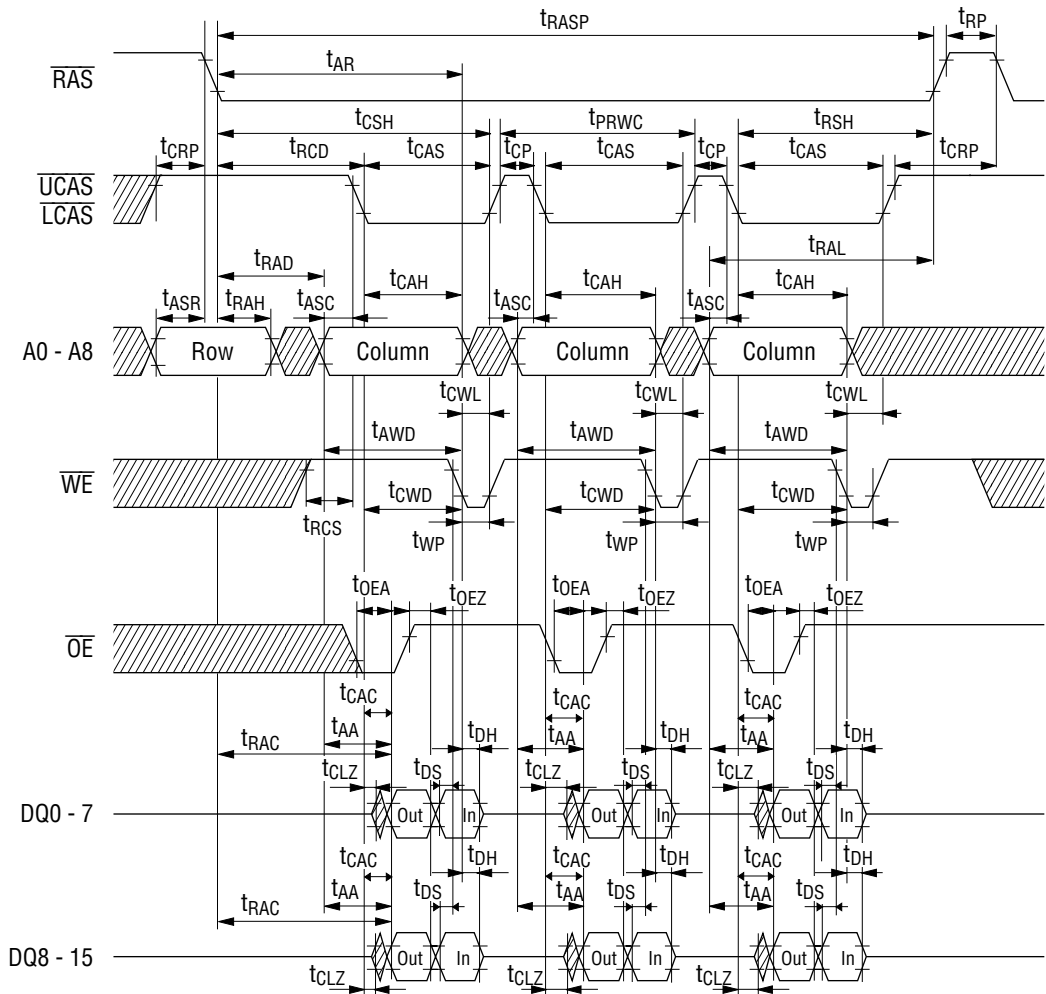 tRASP
tRP
tAR
RAS
tCSH tPRWC tRSH
tCRP tRCD tCAS tCP tCAS tCP tCAS tCRP
UCAS
LCAS
tRAL
tRAD
tCAH tCAH tCAH
tASR tRAH tASC tASC tASC
A0 - A8 Row Column Column Column
tCWL tCWL tCWL
tAWD tAWD tAWD
WE
tCWD tCWD tCWD
tRCS tWP tWP tWP
tOEA tOEZ tOEA tOEZ tOEA tOEZ
OE
tCAC tCAC tCAC
tAA tDH tAA tDH tAA tDH
tRAC
tCLZ tDS tCLZ tDS tCLZ tDS
DQ0 - 7 Out In Out In Out In
tCAC tDH tCAC tDH tCAC tDH
tAA tDS tAA tDS tAA tDS
tRAC
DQ8 - 15 Out In Out In Out In
tCLZ tCLZ tCLZ